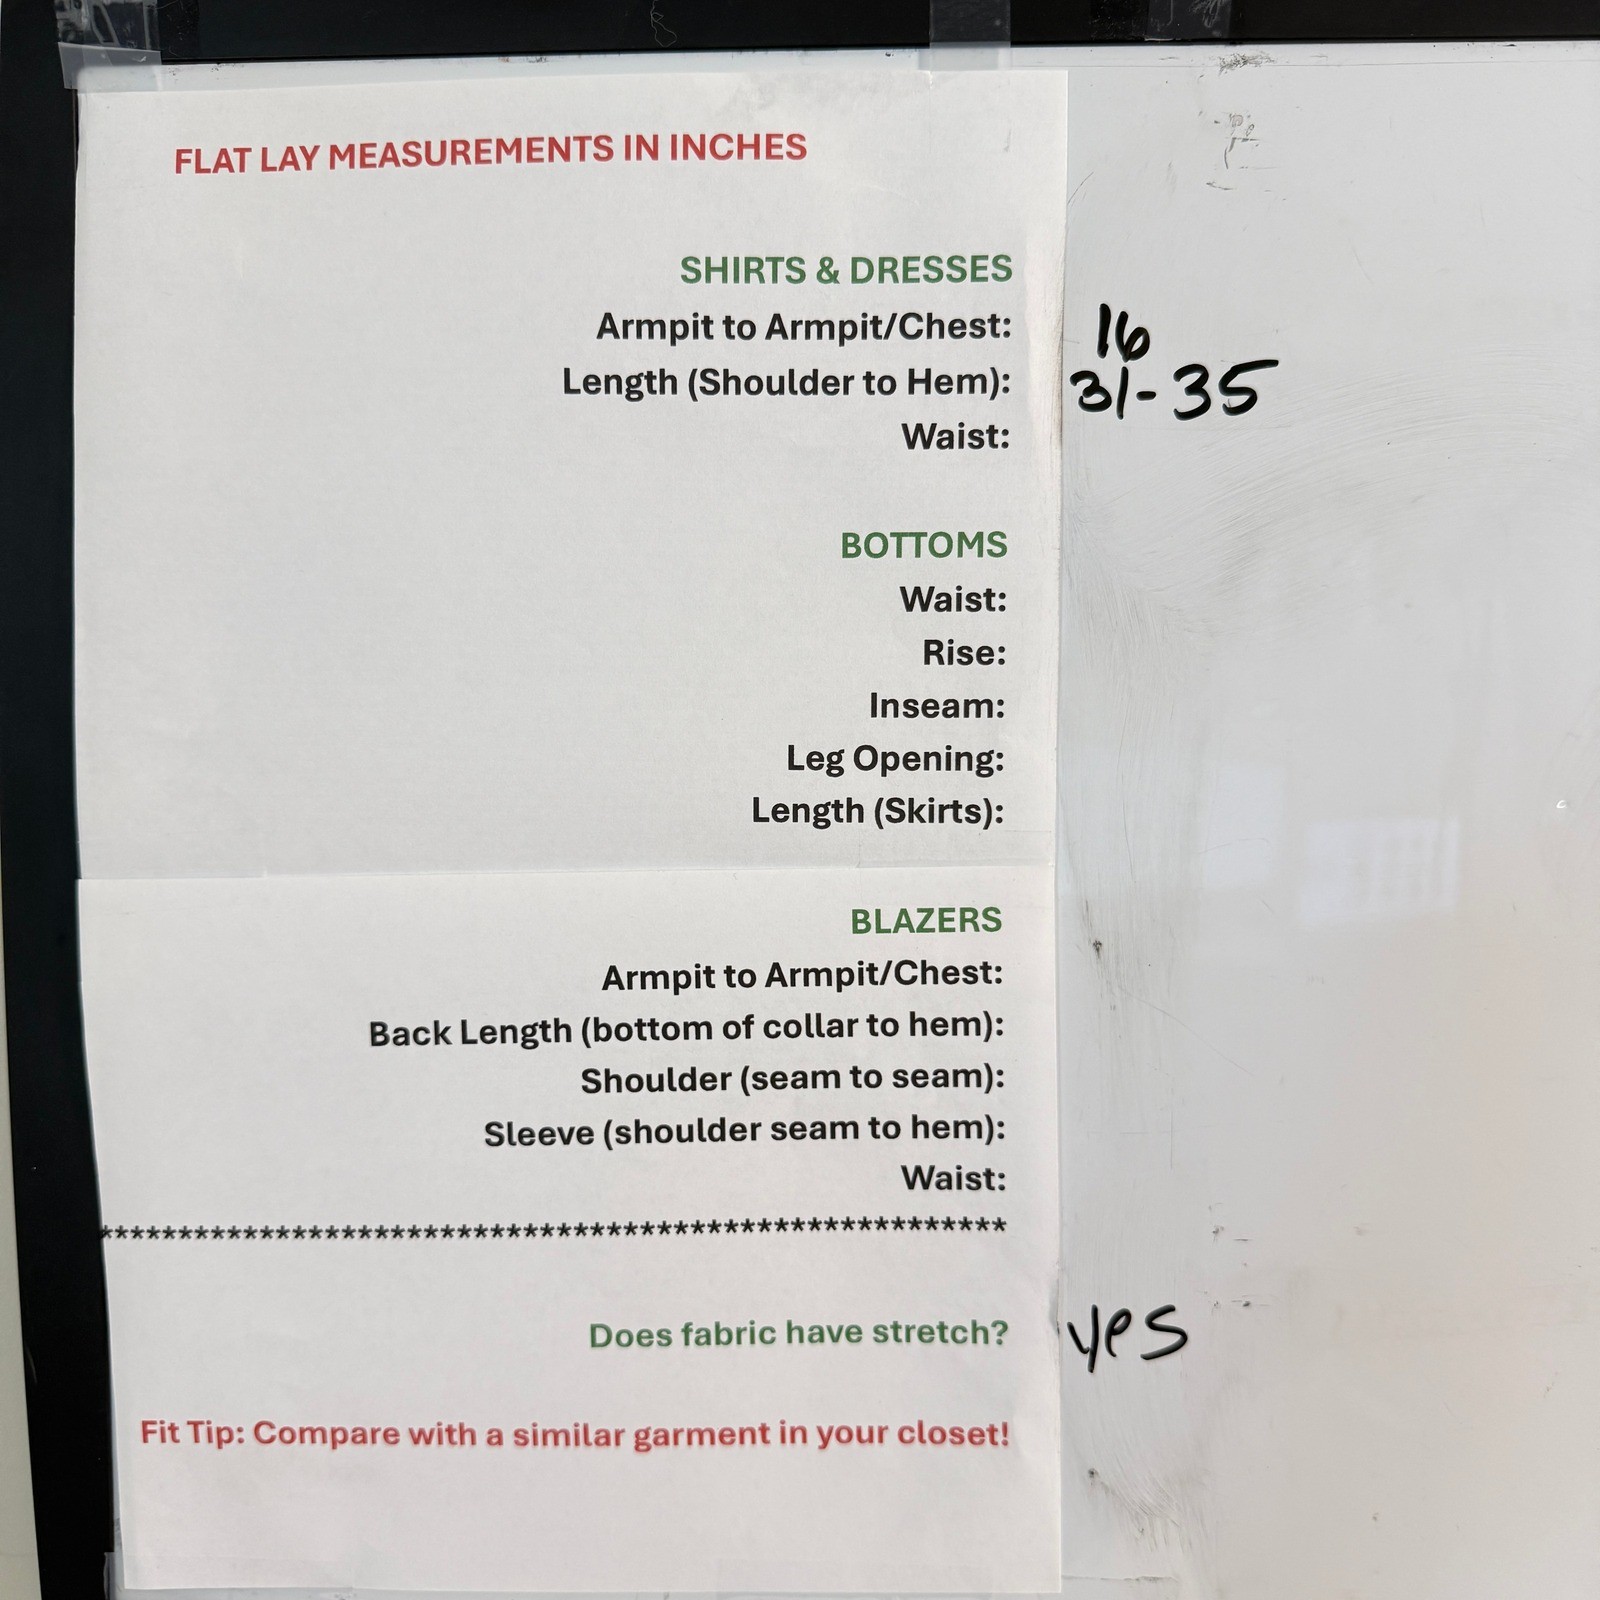 FLAT LAY MEASUREMENTS IN INCHES
SHIRTS & DRESSES
Armpit to Armpit/Chest: 16
Length (Shoulder to Hem): 31-35
Waist:
BOTTOMS
Waist:
Rise:
Inseam:
Leg Opening:
Length (Skirts):
BLAZERS
Armpit to Armpit/Chest:
Back Length (bottom of collar to hem):
Shoulder (seam to seam):
Sleeve (shoulder seam to hem):
Waist:
******************************************************
Does fabric have stretch? yes
Fit Tip: Compare with a similar garment in your closet!